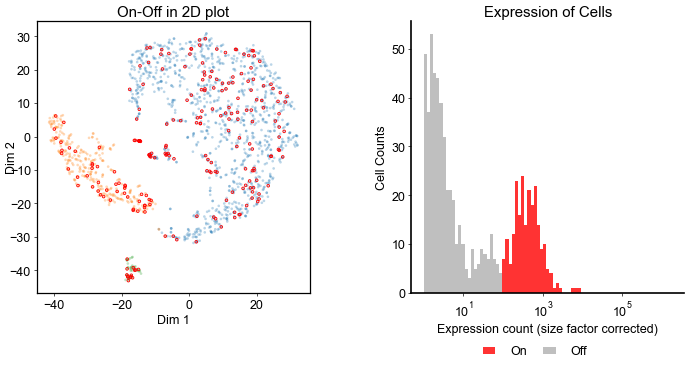 On-Off in 2D plot
30
20
10
0
−10
−20
−30
−40
Dim 2
−40
−20
0
20
Dim 1
Expression of Cells
50
40
30
20
10
0
Cell Counts
10^1
10^3
10^5
Expression count (size factor corrected)
On
Off